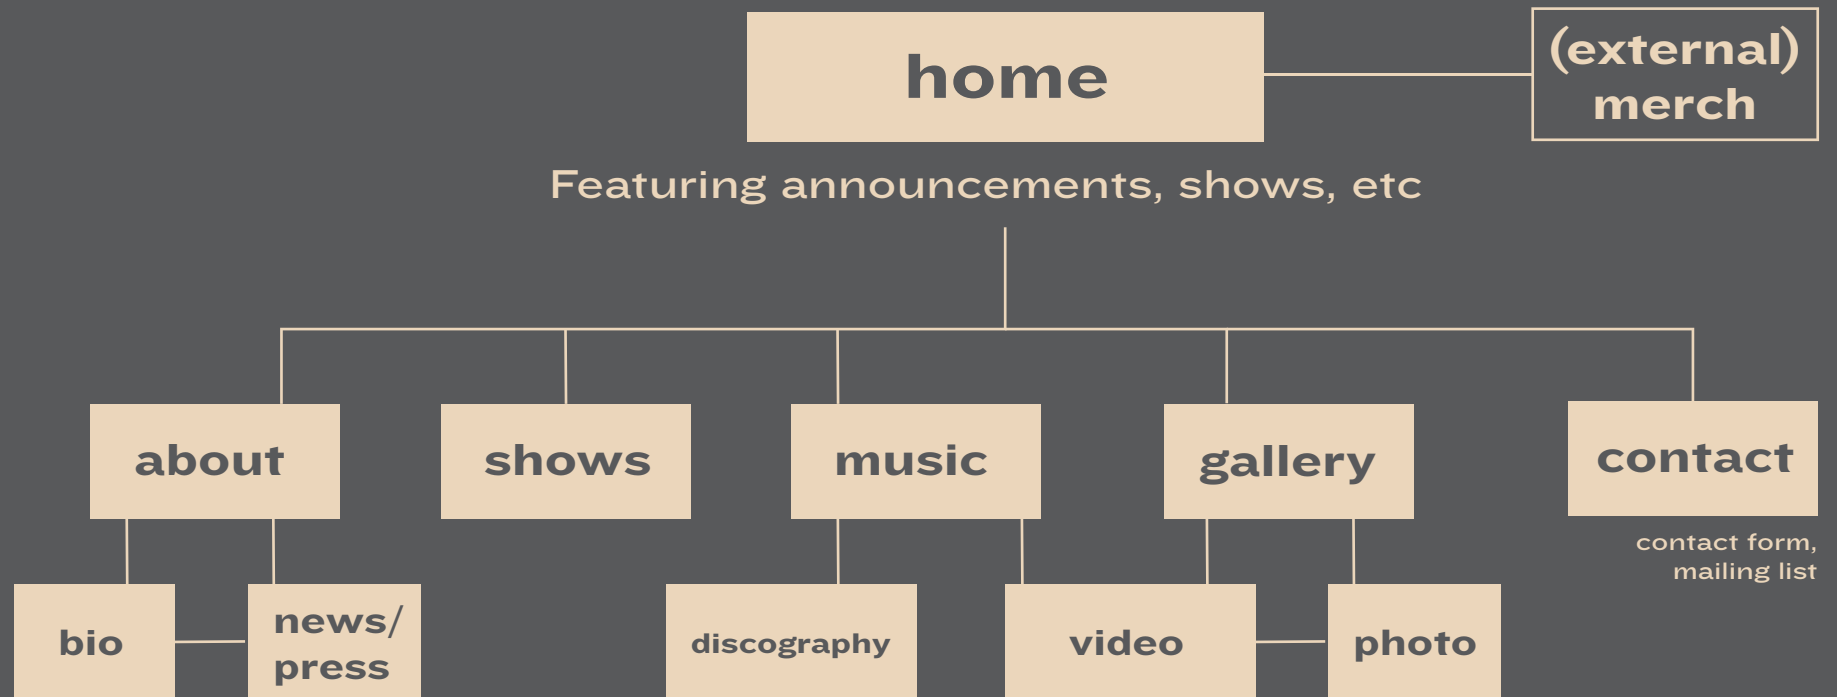 home
(external)
merch
Featuring announcements, shows, etc
about
shows
music
gallery
contact
contact form,
mailing list
bio
news/
press
discography
video
photo